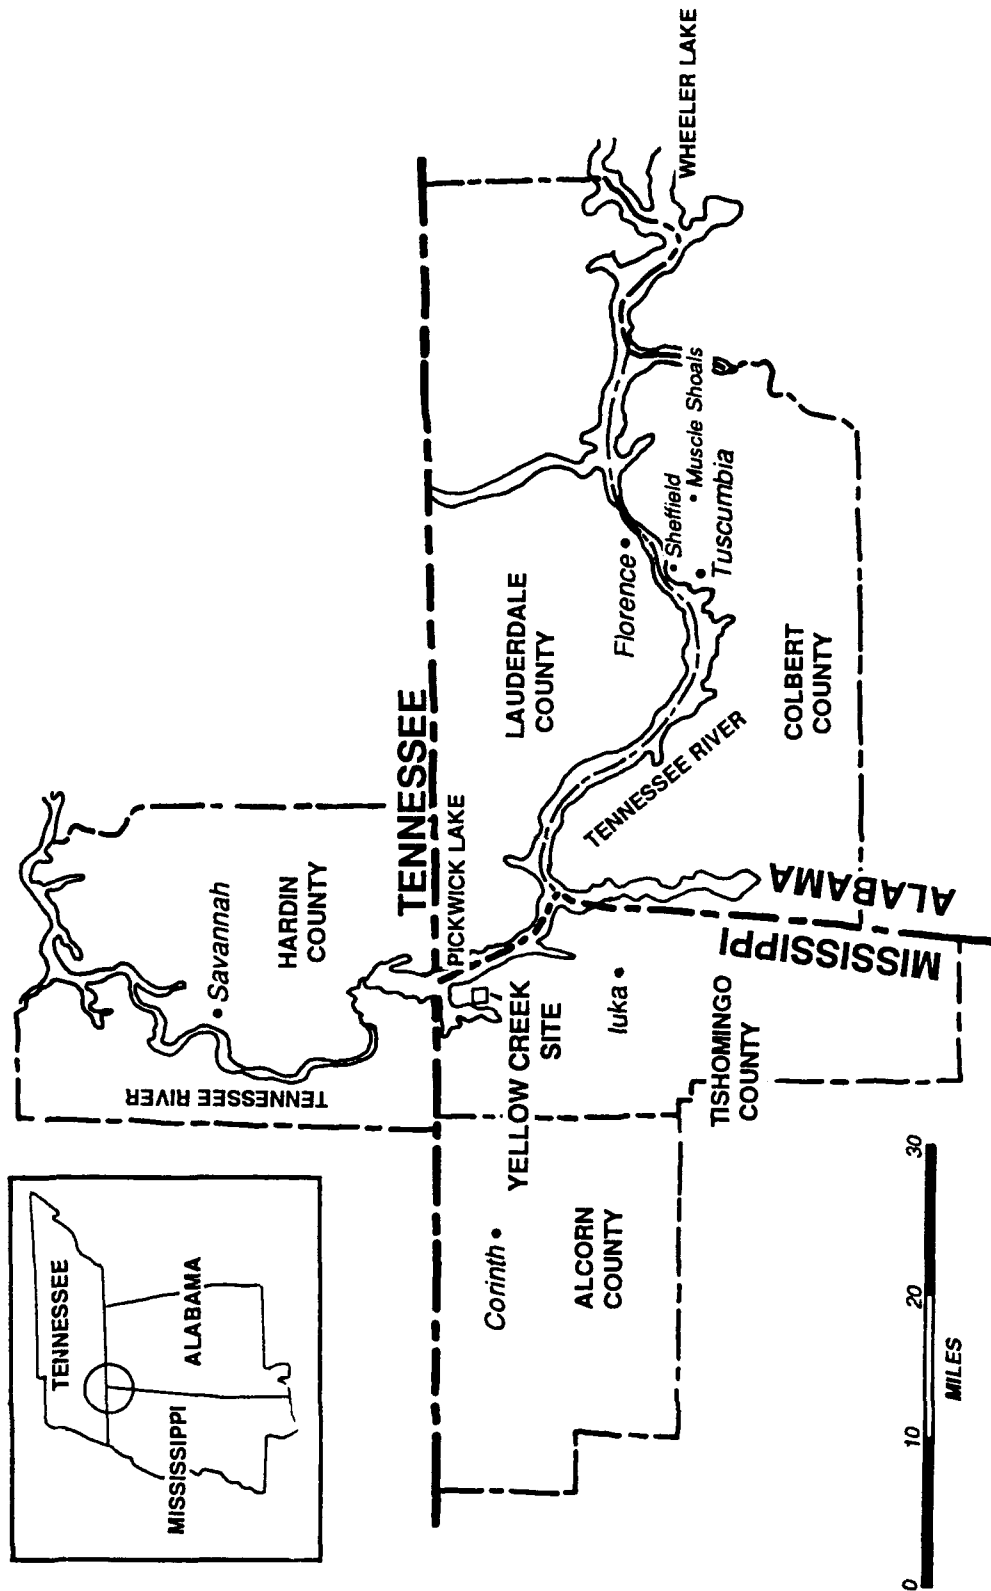 TENNESSEE
MISSISSIPPI
ALABAMA
TENNESSEE RIVER
Savannah
HARDIN
COUNTY
TENNESSEE
PICKWICK LAKE
WHEELER LAKE
Corinth
ALCORN
COUNTY
YELLOW CREEK
SITE
Iuka
TISHOMINGO
COUNTY
LAUDERDALE
COUNTY
Florence
Sheffield
Muscle Shoals
Tuscumbia
TENNESSEE RIVER
COLBERT
COUNTY
MISSISSIPPI
ALABAMA
0 10 20 30
MILES